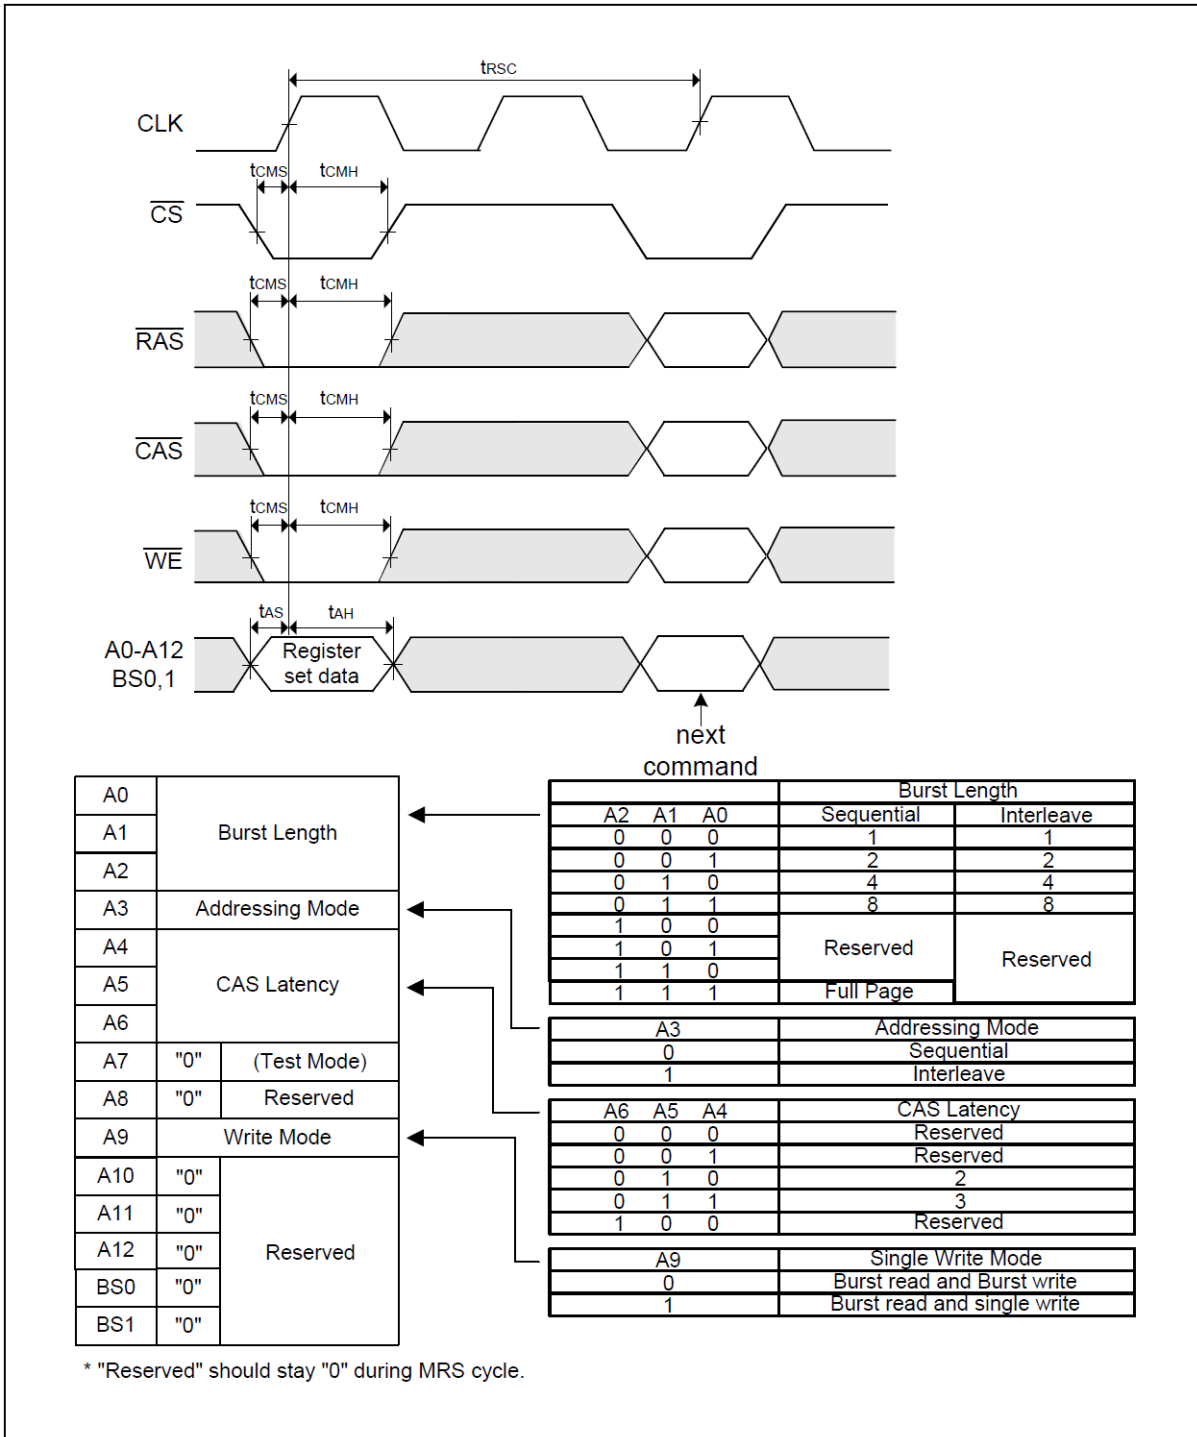 tRSC
CLK
tCMS tCMH
CS
tCMS tCMH
RAS
tCMS tCMH
CAS
tCMS tCMH
WE
tAS tAH
A0-A12
BS0,1
Register
set data
next
command
A0
A1
A2
Burst Length
A3 Addressing Mode
A4
A5
A6
CAS Latency
A7 "0" (Test Mode)
A8 "0" Reserved
A9 Write Mode
A10 "0"
A11 "0"
A12 "0"
BS0 "0"
BS1 "0"
Reserved
Burst Length
A2 A1 A0 Sequential Interleave
0 0 0 1 1
0 0 1 2 2
0 1 0 4 4
0 1 1 8 8
1 0 0
1 0 1 Reserved Reserved
1 1 0
1 1 1 Full Page
A3 Addressing Mode
0 Sequential
1 Interleave
A6 A5 A4 CAS Latency
0 0 0 Reserved
0 0 1 Reserved
0 1 0 2
0 1 1 3
1 0 0 Reserved
A9 Single Write Mode
0 Burst read and Burst write
1 Burst read and single write
* "Reserved" should stay "0" during MRS cycle.